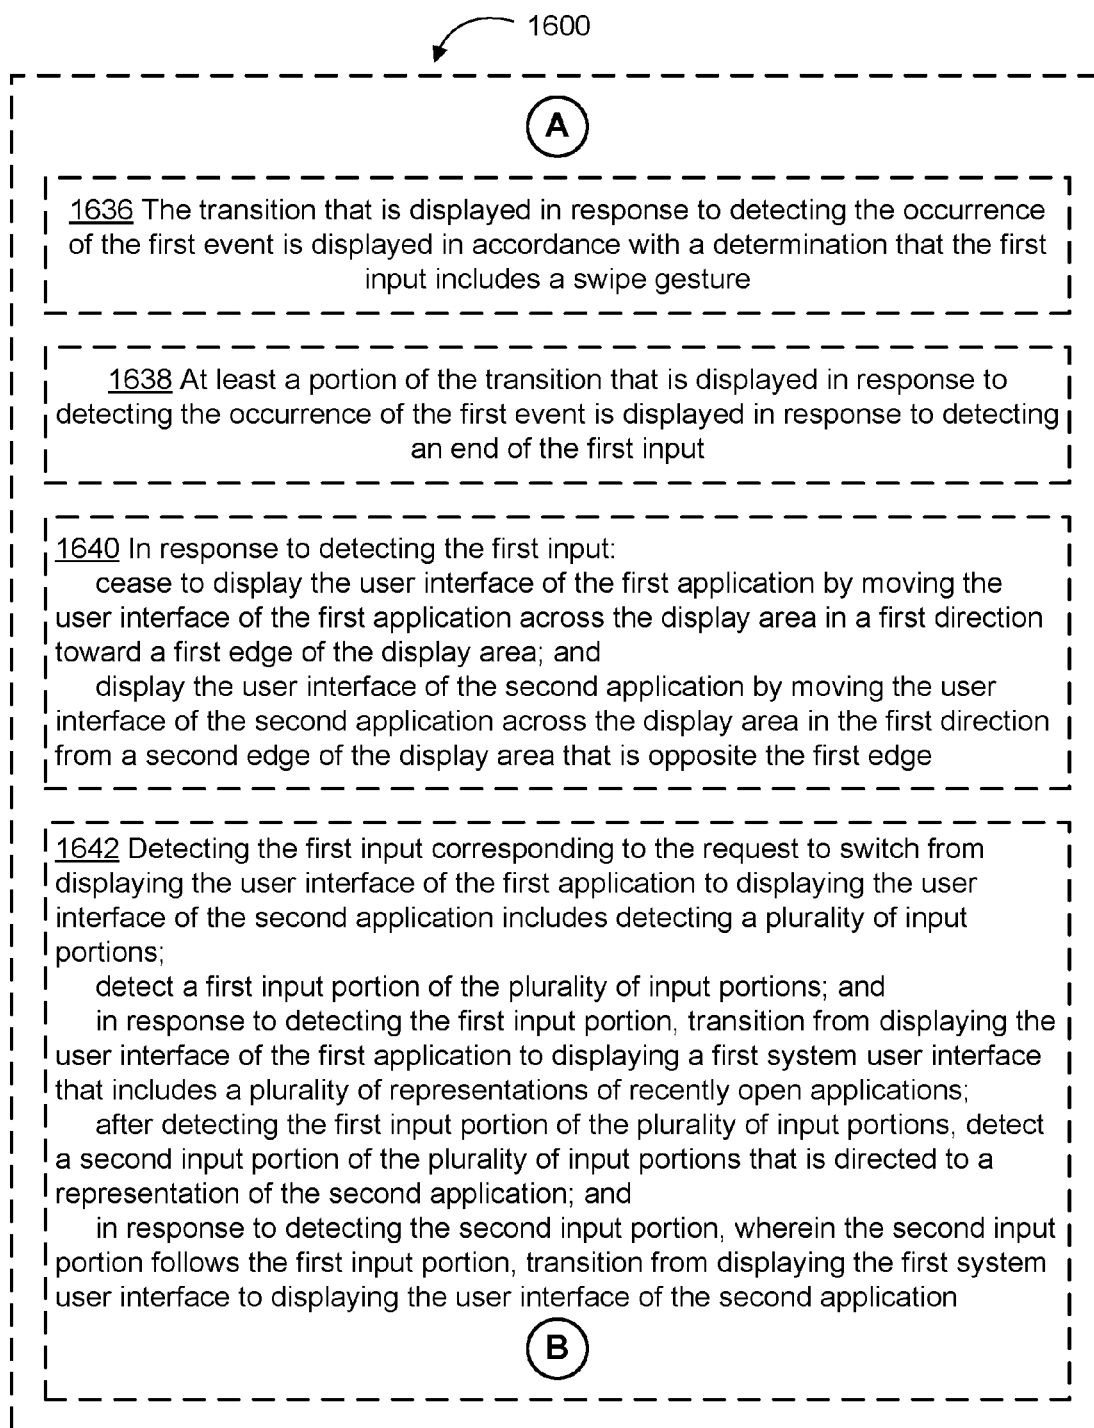 1600
A
1636 The transition that is displayed in response to detecting the occurrence
of the first event is displayed in accordance with a determination that the first
input includes a swipe gesture
1638 At least a portion of the transition that is displayed in response to
detecting the occurrence of the first event is displayed in response to detecting
an end of the first input
1640 In response to detecting the first input:
cease to display the user interface of the first application by moving the
user interface of the first application across the display area in a first direction
toward a first edge of the display area; and
display the user interface of the second application by moving the user
interface of the second application across the display area in the first direction
from a second edge of the display area that is opposite the first edge
1642 Detecting the first input corresponding to the request to switch from
displaying the user interface of the first application to displaying the user
interface of the second application includes detecting a plurality of input
portions;
detect a first input portion of the plurality of input portions; and
in response to detecting the first input portion, transition from displaying the
user interface of the first application to displaying a first system user interface
that includes a plurality of representations of recently open applications;
after detecting the first input portion of the plurality of input portions, detect
a second input portion of the plurality of input portions that is directed to a
representation of the second application; and
in response to detecting the second input portion, wherein the second input
portion follows the first input portion, transition from displaying the first system
user interface to displaying the user interface of the second application
B